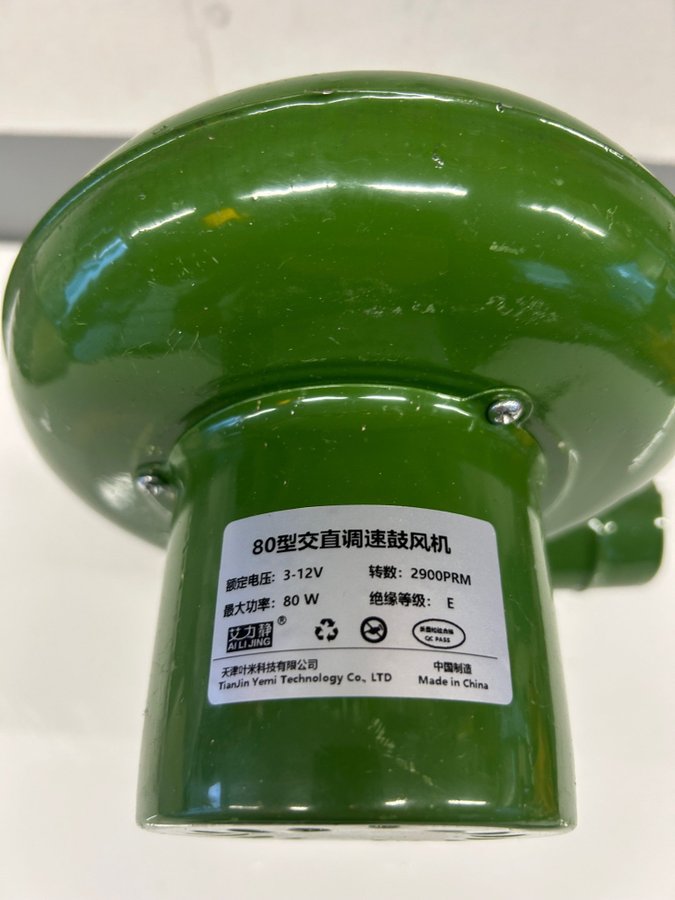 80型交直调速鼓风机
额定电压: 3-12V 转数: 2900PRM
最大功率: 80 W 绝缘等级: E
艾力静 ®
AI LI JING
QC PASS
天津叶米科技有限公司 中国制造
TianJin Yemi Technology Co., LTD Made in China